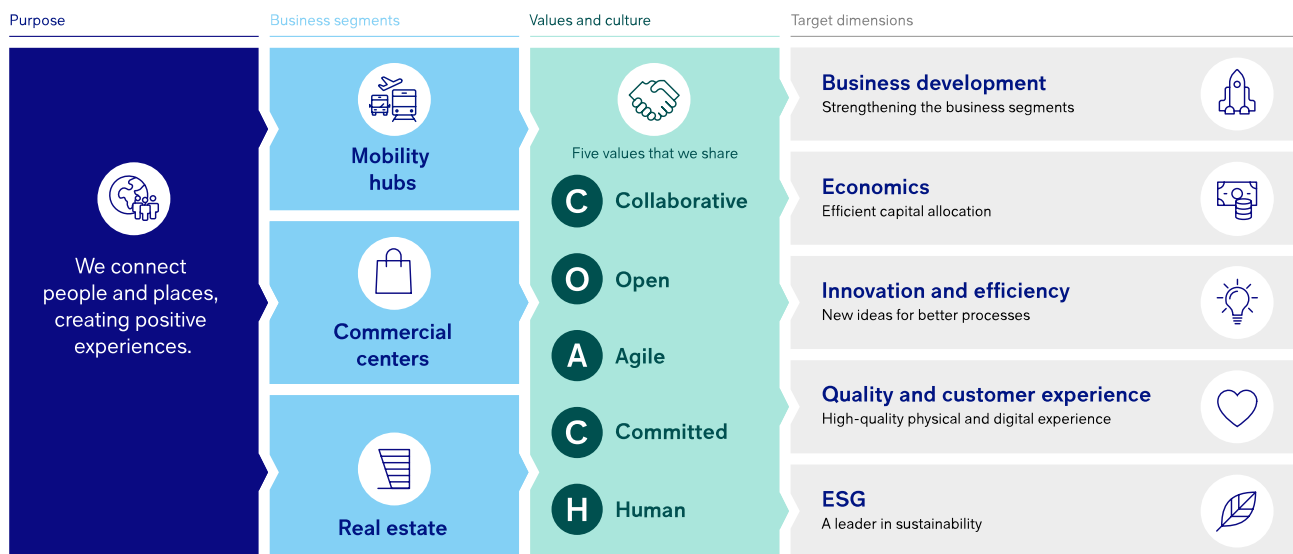 Purpose
Business segments
Values and culture
Target dimensions
We connect
people and places,
creating positive
experiences.
Mobility
hubs
Commercial
centers
Real estate
Five values that we share
C Collaborative
O Open
A Agile
C Committed
H Human
Business development
Strengthening the business segments
Economics
Efficient capital allocation
Innovation and efficiency
New ideas for better processes
Quality and customer experience
High-quality physical and digital experience
ESG
A leader in sustainability